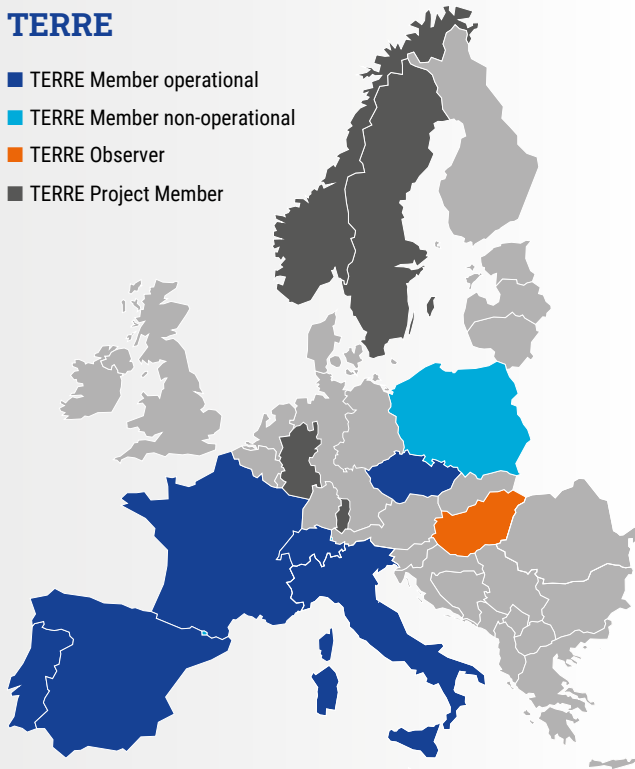 TERRE
TERRE Member operational
TERRE Member non-operational
TERRE Observer
TERRE Project Member